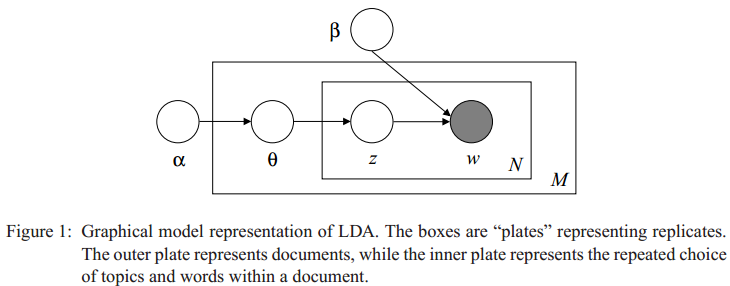 β
α
θ
z
w
N
M
Figure 1: Graphical model representation of LDA. The boxes are “plates” representing replicates.
The outer plate represents documents, while the inner plate represents the repeated choice
of topics and words within a document.